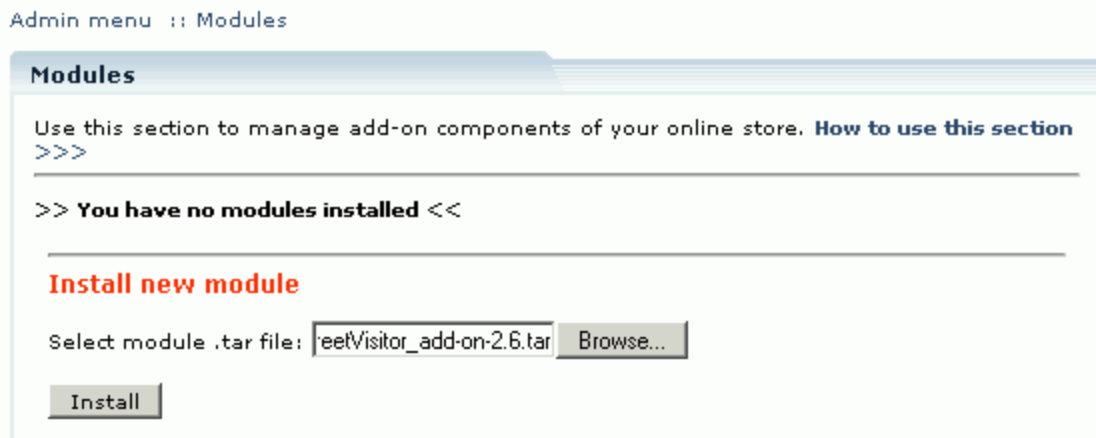 Admin menu :: Modules
Modules
Use this section to manage add-on components of your online store. How to use this section
>>>
>> You have no modules installed <<
Install new module
Select module .tar file: reetVisitor_add-on-2.6.tar Browse...
Install